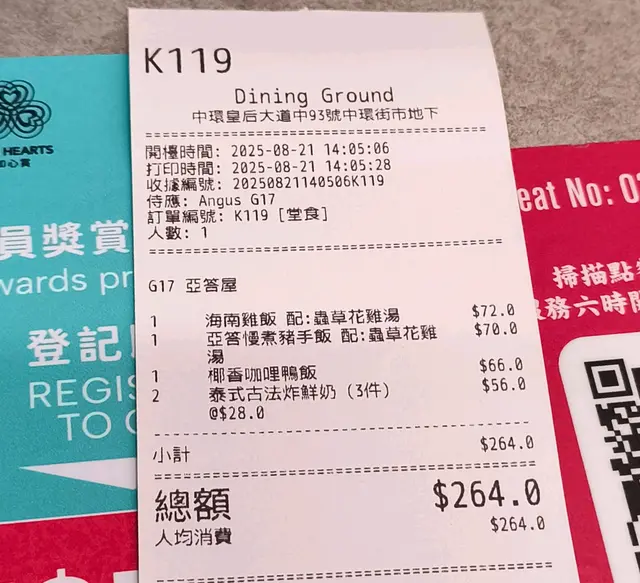 K119
Dining Ground
中環皇后大道中93號中環街市地下
開檯時間: 2025-08-21 14:05:06
打印時間: 2025-08-21 14:05:28
收據編號: 20250821140506K119
侍應: Angus G17
訂單編號: K119 [堂食]
人數: 1
G17 亞答屋
1 海南雞飯 配:蟲草花雞湯 $72.0
1 亞答慢煮豬手飯 配:蟲草花雞 $70.0
湯
1 椰香咖哩鴨飯 $66.0
2 泰式古法炸鮮奶 (3件) $56.0
@$28.0
小計 $264.0
總額 $264.0
人均消費 $264.0
HEARTS
心賞
員獎賞
wards pr
登記
REGIS
TO
eat No: 0
掃描點
務六時間